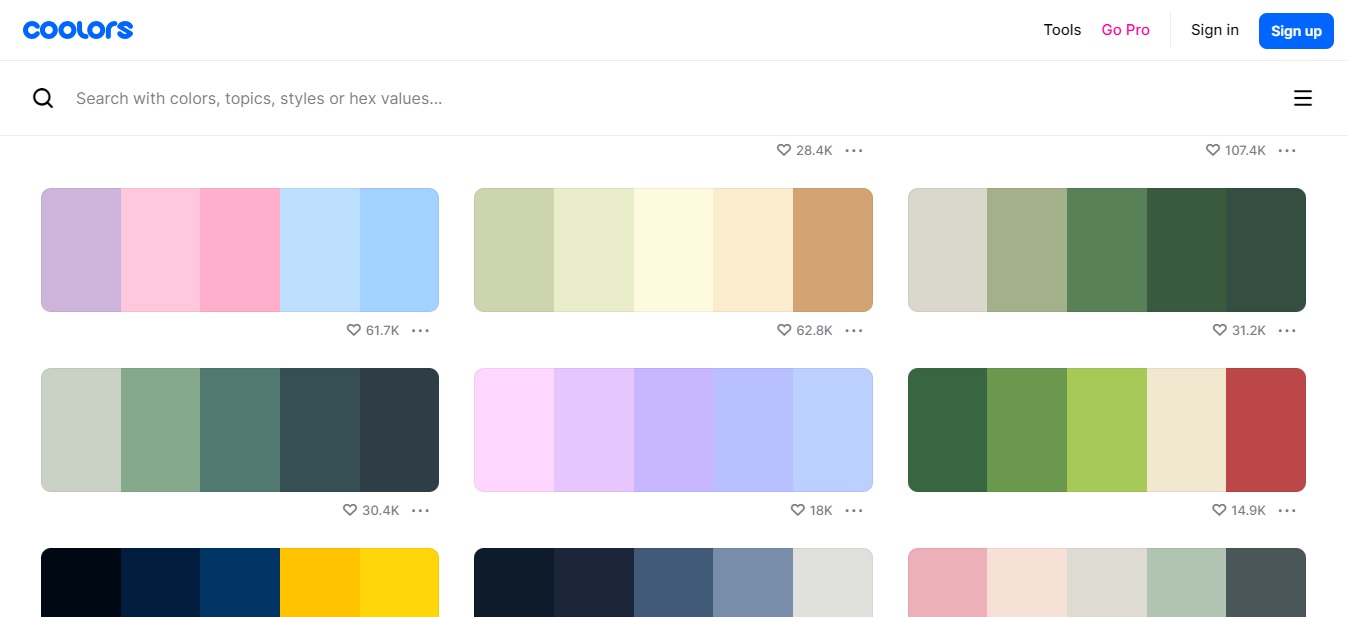 coolors
Tools Go Pro Sign in Sign up
Search with colors, topics, styles or hex values...
28.4K 107.4K
61.7K 62.8K 31.2K
30.4K 18K 14.9K